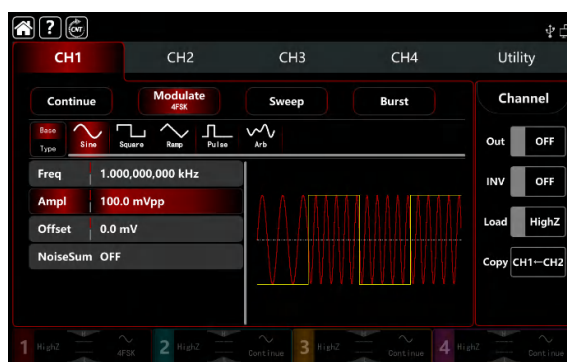 ? CNT
CH1 CH2 CH3 CH4 Utility
Continue Modulate Sweep Burst Channel
4FSK
Base
Type Sine Square Ramp Pulse Arb
Out OFF
Freq 1.000,000,000 kHz
INV OFF
Ampl 100.0 mVpp
Offset 0.0 mV
Load HighZ
NoiseSum OFF
Copy CH1←CH2
1 HighZ 4FSK 2 HighZ Continue 3 HighZ Continue 4 HighZ Continue